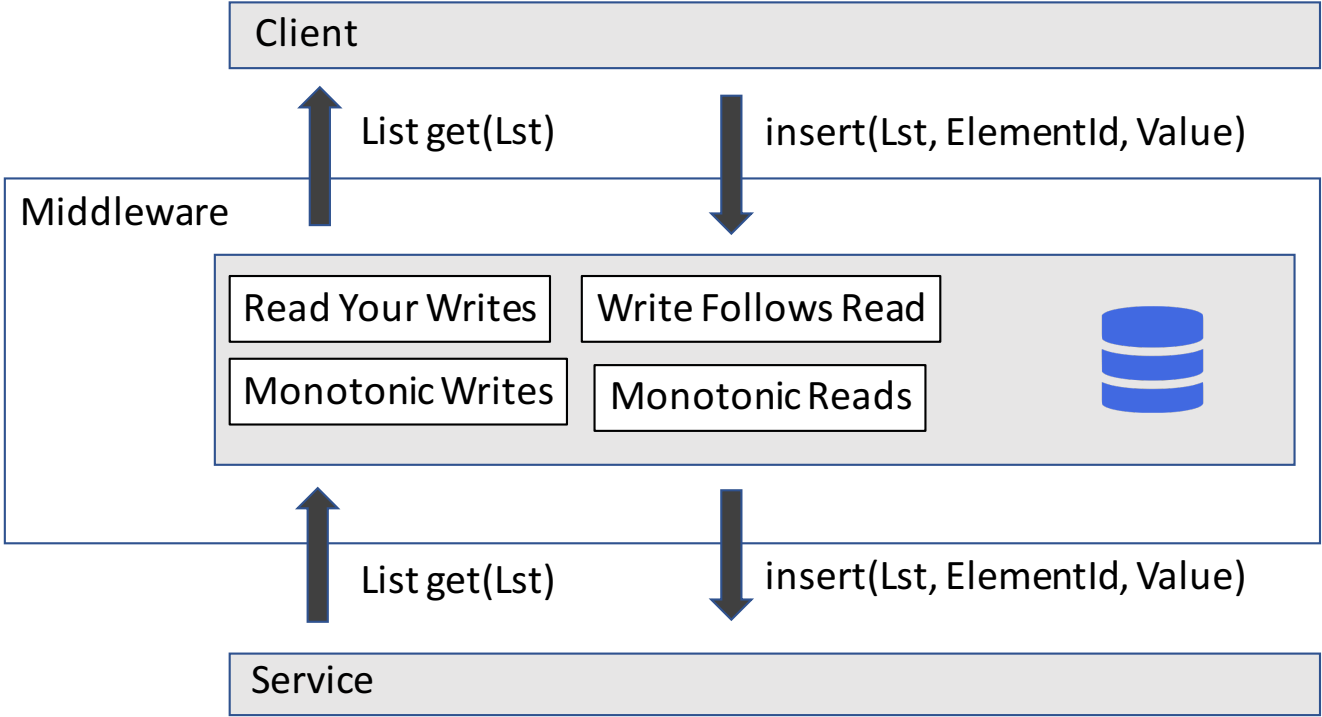 Client
List get(Lst)
insert(Lst, ElementId, Value)
Middleware
Read Your Writes
Write Follows Read
Monotonic Writes
Monotonic Reads
List get(Lst)
insert(Lst, ElementId, Value)
Service